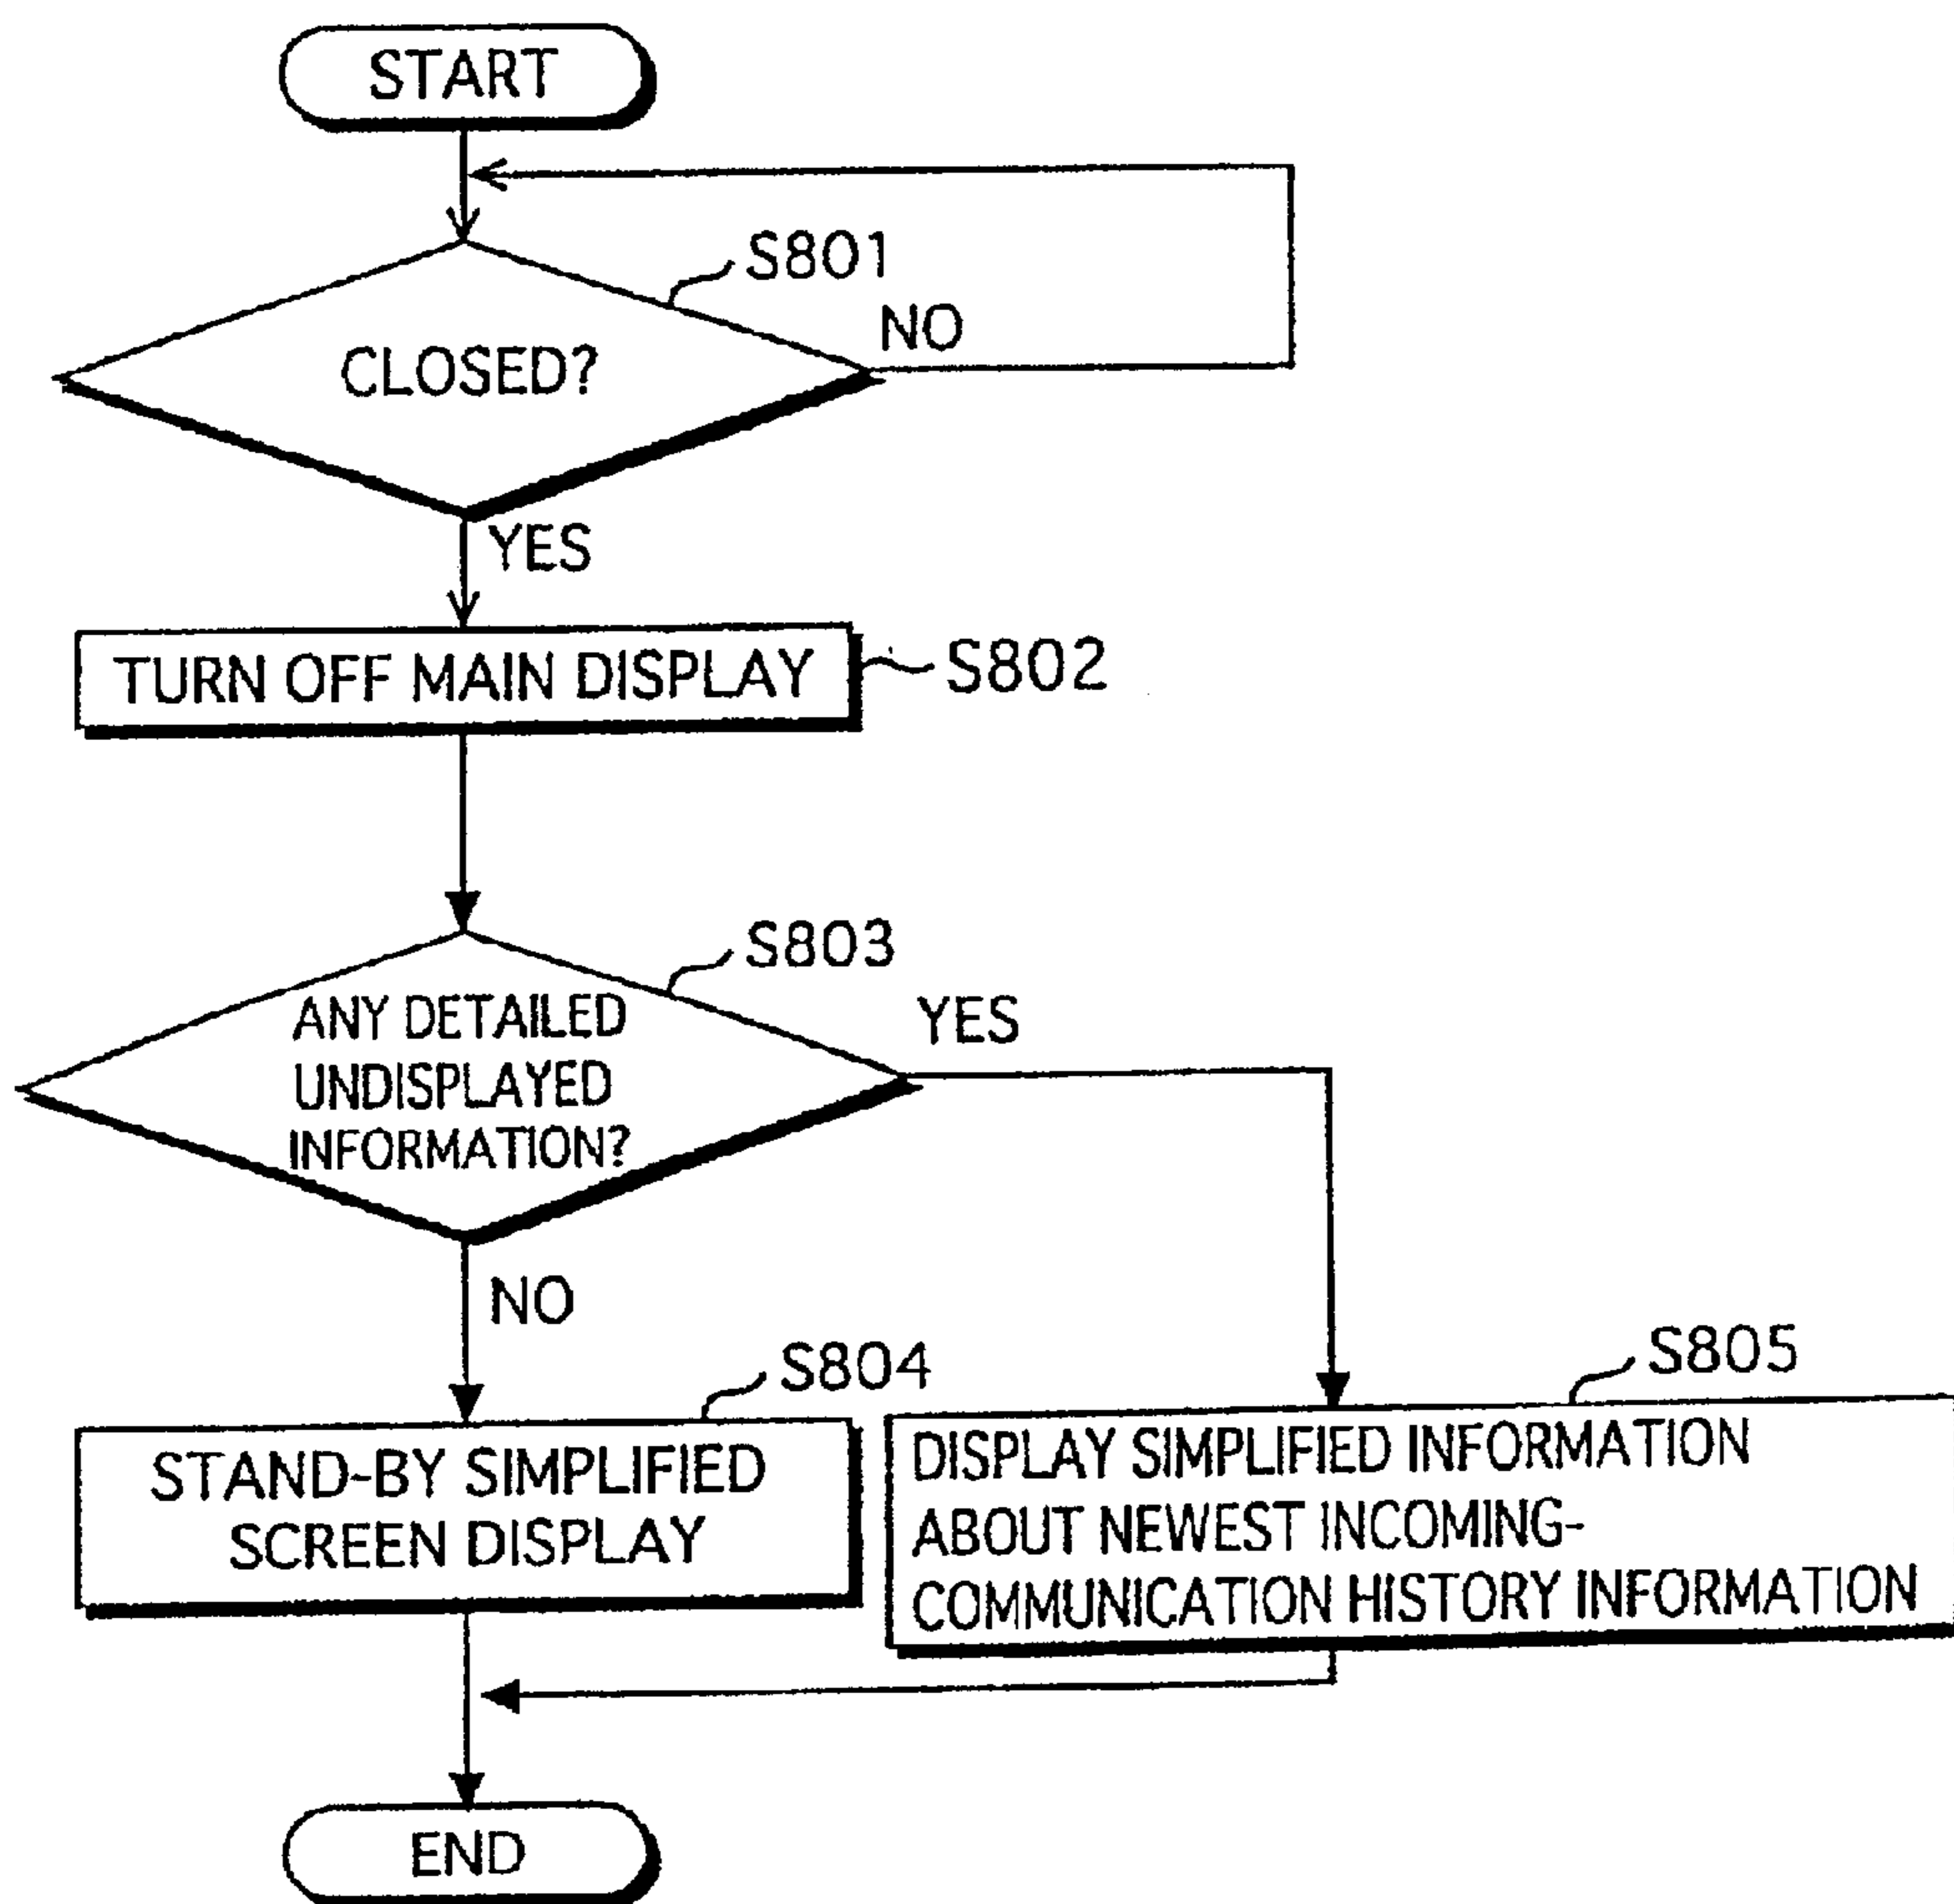 START
S801
NO
CLOSED?
YES
TURN OFF MAIN DISPLAY
S802
S803
YES
ANY DETAILED
UNDISPLAYED
INFORMATION?
NO
S804
STAND-BY SIMPLIFIED
SCREEN DISPLAY
S805
DISPLAY SIMPLIFIED INFORMATION
ABOUT NEWEST INCOMING-
COMMUNICATION HISTORY INFORMATION
END